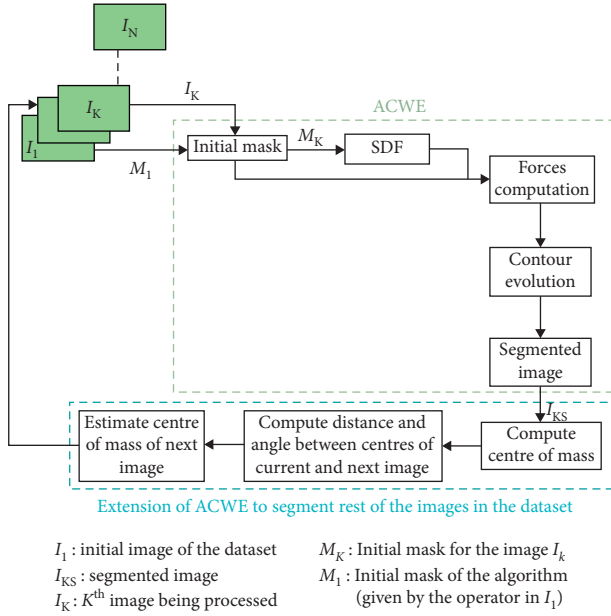 I_N
I_K
I_K
I_1
M_1
ACWE
Initial mask
M_K
SDF
Forces
computation
Contour
evolution
Segmented
image
I_KS
Estimate centre
of mass of next
image
Compute distance and
angle between centres of
current and next image
Compute
centre of mass
Extension of ACWE to segment rest of the images in the dataset
I_1 : initial image of the dataset
I_KS : segmented image
I_K : K^th image being processed
M_K : Initial mask for the image I_k
M_1 : Initial mask of the algorithm
(given by the operator in I_1)